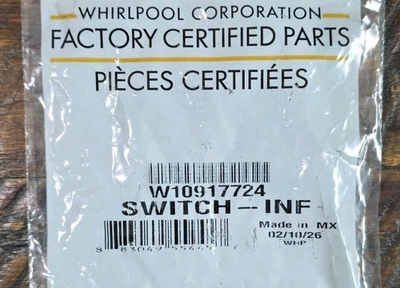 WHIRLPOOL CORPORATION
FACTORY CERTIFIED PARTS
PIÈCES CERTIFIÉES
W10917724
SWITCH -- INF
Made in MX
02/10/26
WHP